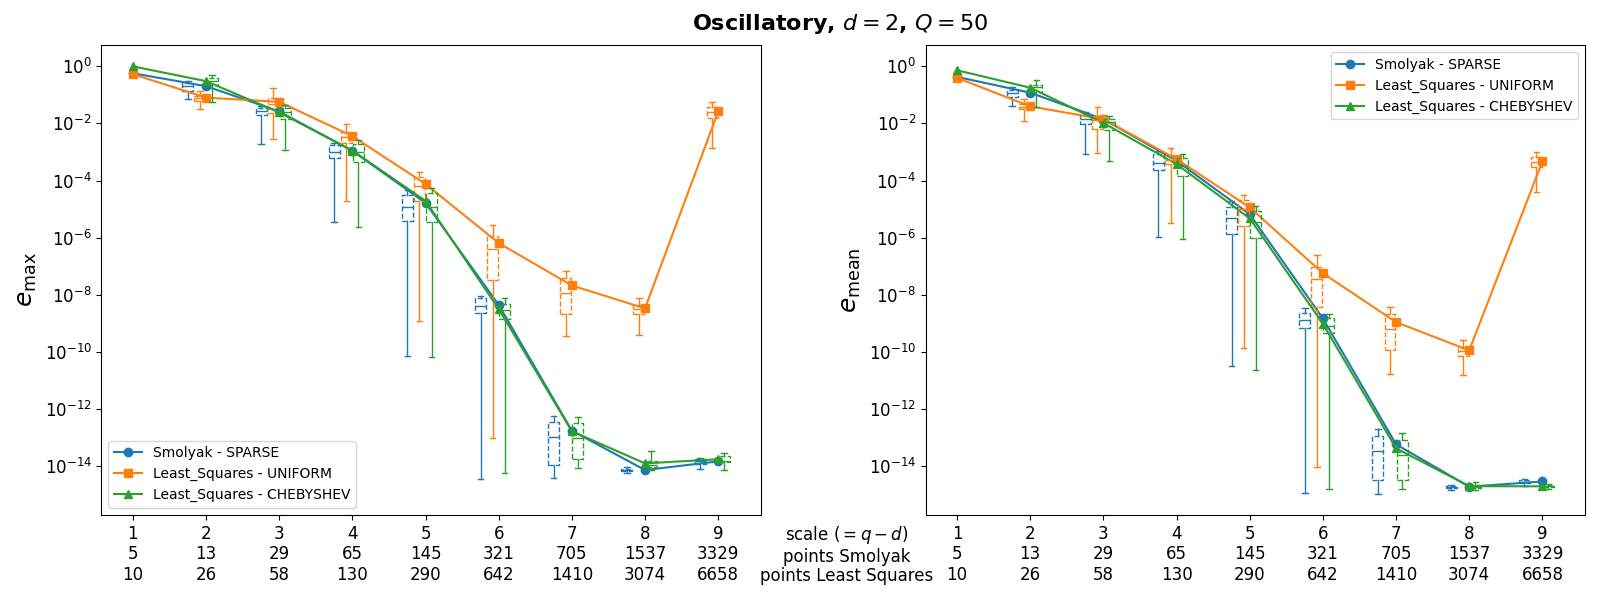 Oscillatory, d = 2, Q = 50
10^0
10^-2
10^-4
10^-6
10^-8
10^-10
10^-12
10^-14
e_max
Smolyak - SPARSE
Least_Squares - UNIFORM
Least_Squares - CHEBYSHEV
1 2 3 4 5 6 7 8 9
5 13 29 65 145 321 705 1537 3329
10 26 58 130 290 642 1410 3074 6658
scale (= q − d)
points Smolyak
points Least Squares
10^0
10^-2
10^-4
10^-6
10^-8
10^-10
10^-12
10^-14
e_mean
Smolyak - SPARSE
Least_Squares - UNIFORM
Least_Squares - CHEBYSHEV
1 2 3 4 5 6 7 8 9
5 13 29 65 145 321 705 1537 3329
10 26 58 130 290 642 1410 3074 6658